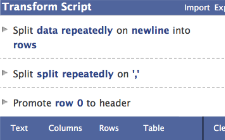 Transform Script Import
Split data repeatedly on newline into
rows
Split split repeatedly on ','
Promote row 0 to header
Text Columns Rows Table